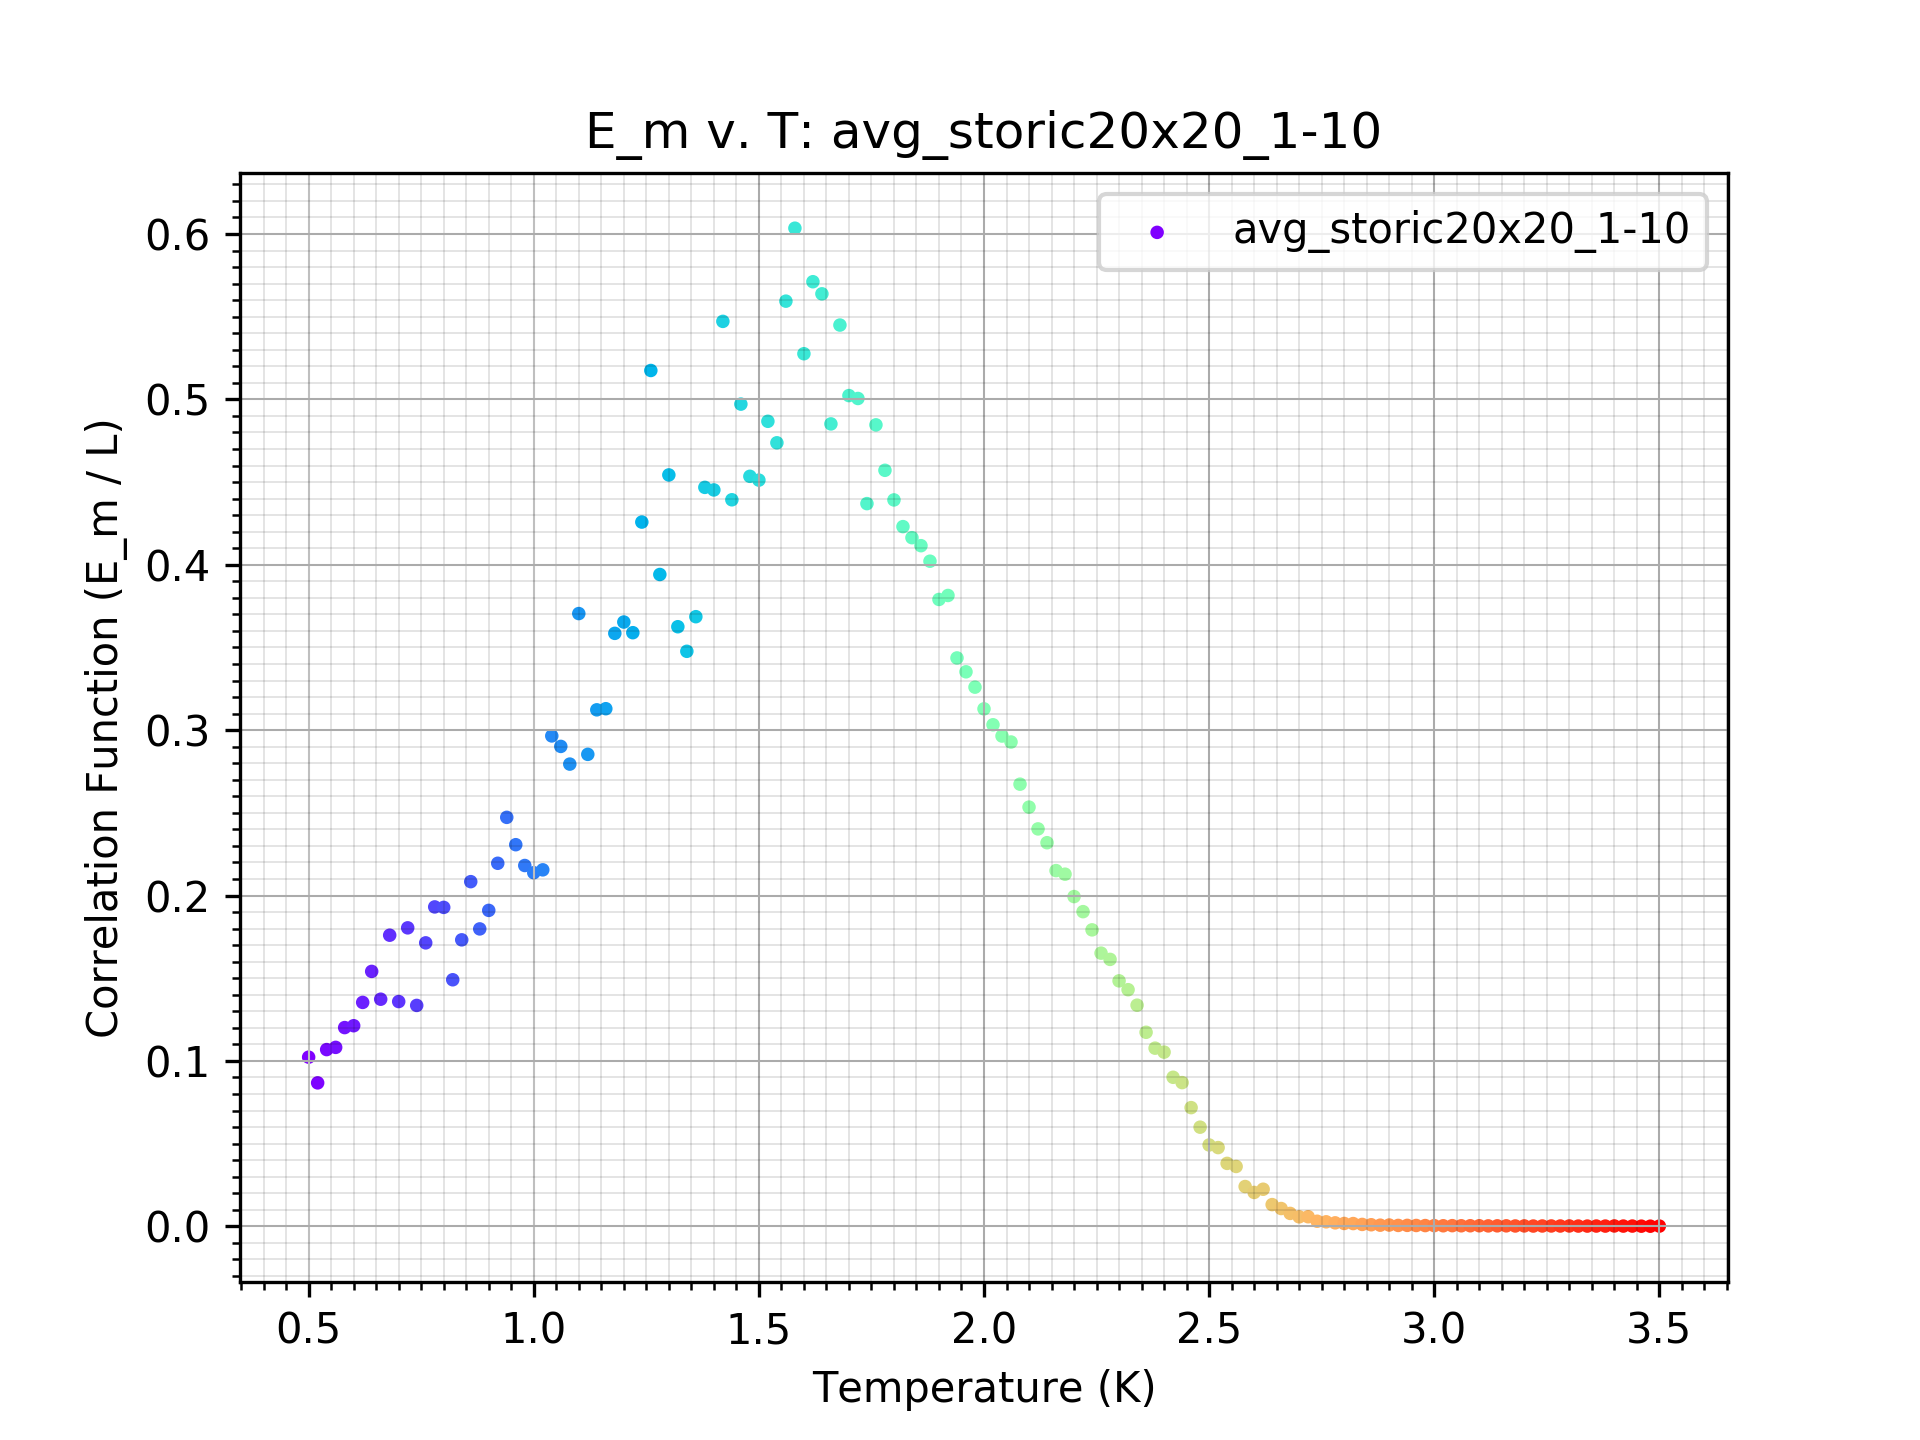 E_m v. T: avg_storic20x20_1-10
avg_storic20x20_1-10
Correlation Function (E_m / L)
0.6
0.5
0.4
0.3
0.2
0.1
0.0
0.5 1.0 1.5 2.0 2.5 3.0 3.5
Temperature (K)